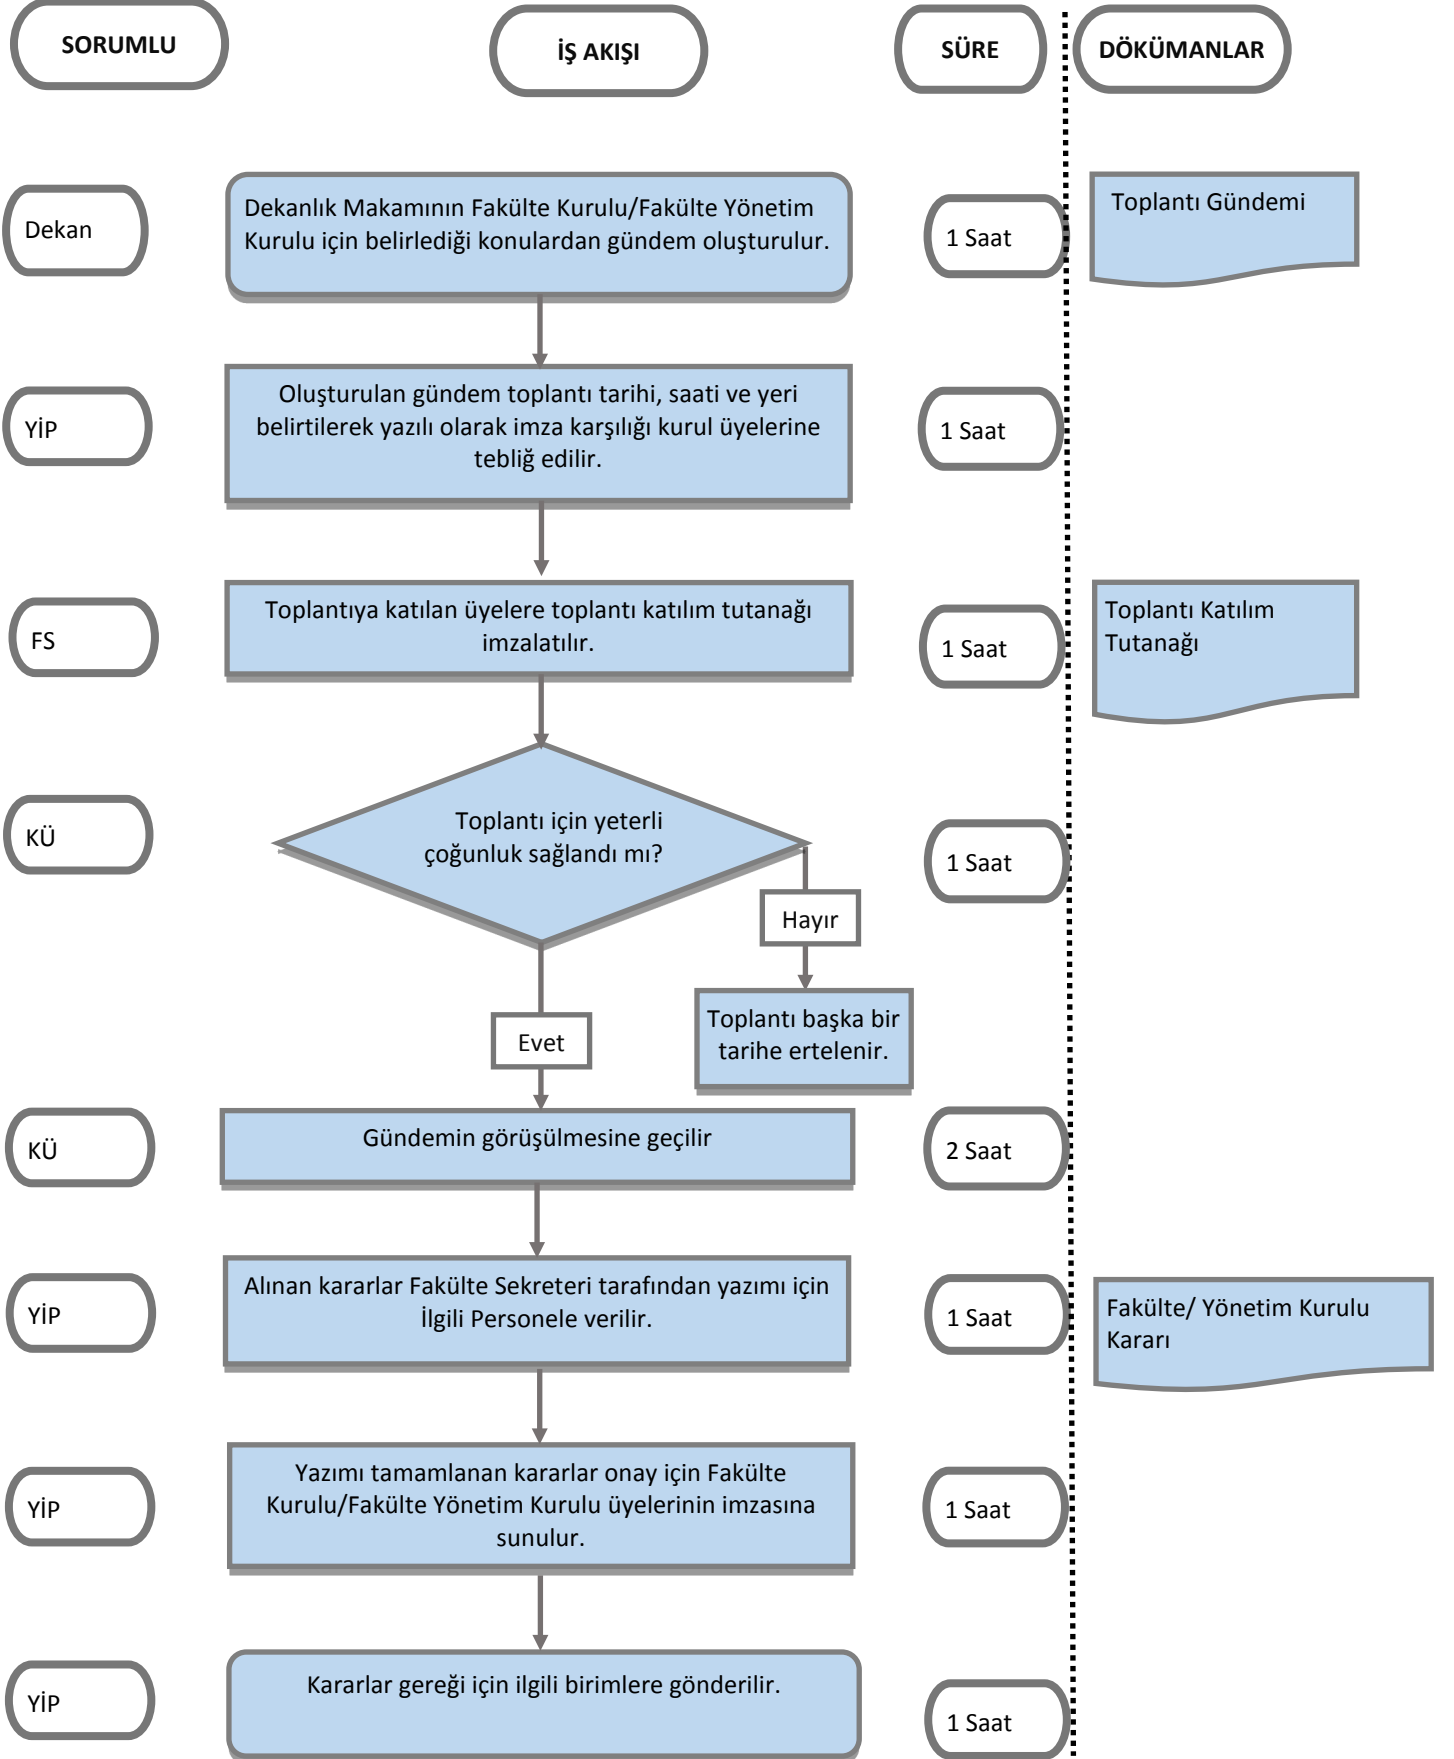 SORUMLU
İŞ AKIŞI
SÜRE
DÖKÜMANLAR
Dekan
Dekanlık Makamının Fakülte Kurulu/Fakülte Yönetim
Kurulu için belirlediği konulardan gündem oluşturulur.
1 Saat
Toplantı Gündemi
YİP
Oluşturulan gündem toplantı tarihi, saati ve yeri
belirtilerek yazılı olarak imza karşılığı kurul üyelerine
tebliğ edilir.
1 Saat
FS
Toplantıya katılan üyelere toplantı katılım tutanağı
imzalatılır.
1 Saat
Toplantı Katılım
Tutanağı
KÜ
Toplantı için yeterli
çoğunluk sağlandı mı?
1 Saat
Hayır
Toplantı başka bir
tarihe ertelenir.
Evet
KÜ
Gündemin görüşülmesine geçilir
2 Saat
YİP
Alınan kararlar Fakülte Sekreteri tarafından yazımı için
İlgili Personele verilir.
1 Saat
Fakülte/ Yönetim Kurulu
Kararı
YİP
Yazımı tamamlanan kararlar onay için Fakülte
Kurulu/Fakülte Yönetim Kurulu üyelerinin imzasına
sunulur.
1 Saat
YİP
Kararlar gereği için ilgili birimlere gönderilir.
1 Saat